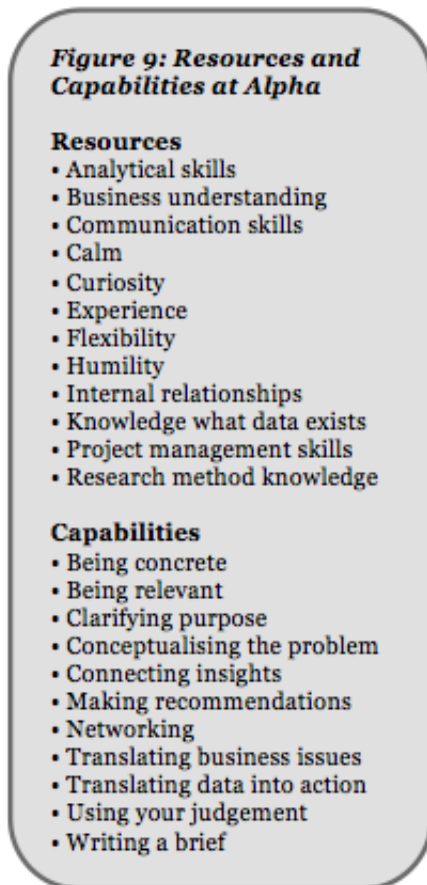 Figure 9: Resources and
Capabilities at Alpha
Resources
• Analytical skills
• Business understanding
• Communication skills
• Calm
• Curiosity
• Experience
• Flexibility
• Humility
• Internal relationships
• Knowledge what data exists
• Project management skills
• Research method knowledge
Capabilities
• Being concrete
• Being relevant
• Clarifying purpose
• Conceptualising the problem
• Connecting insights
• Making recommendations
• Networking
• Translating business issues
• Translating data into action
• Using your judgement
• Writing a brief